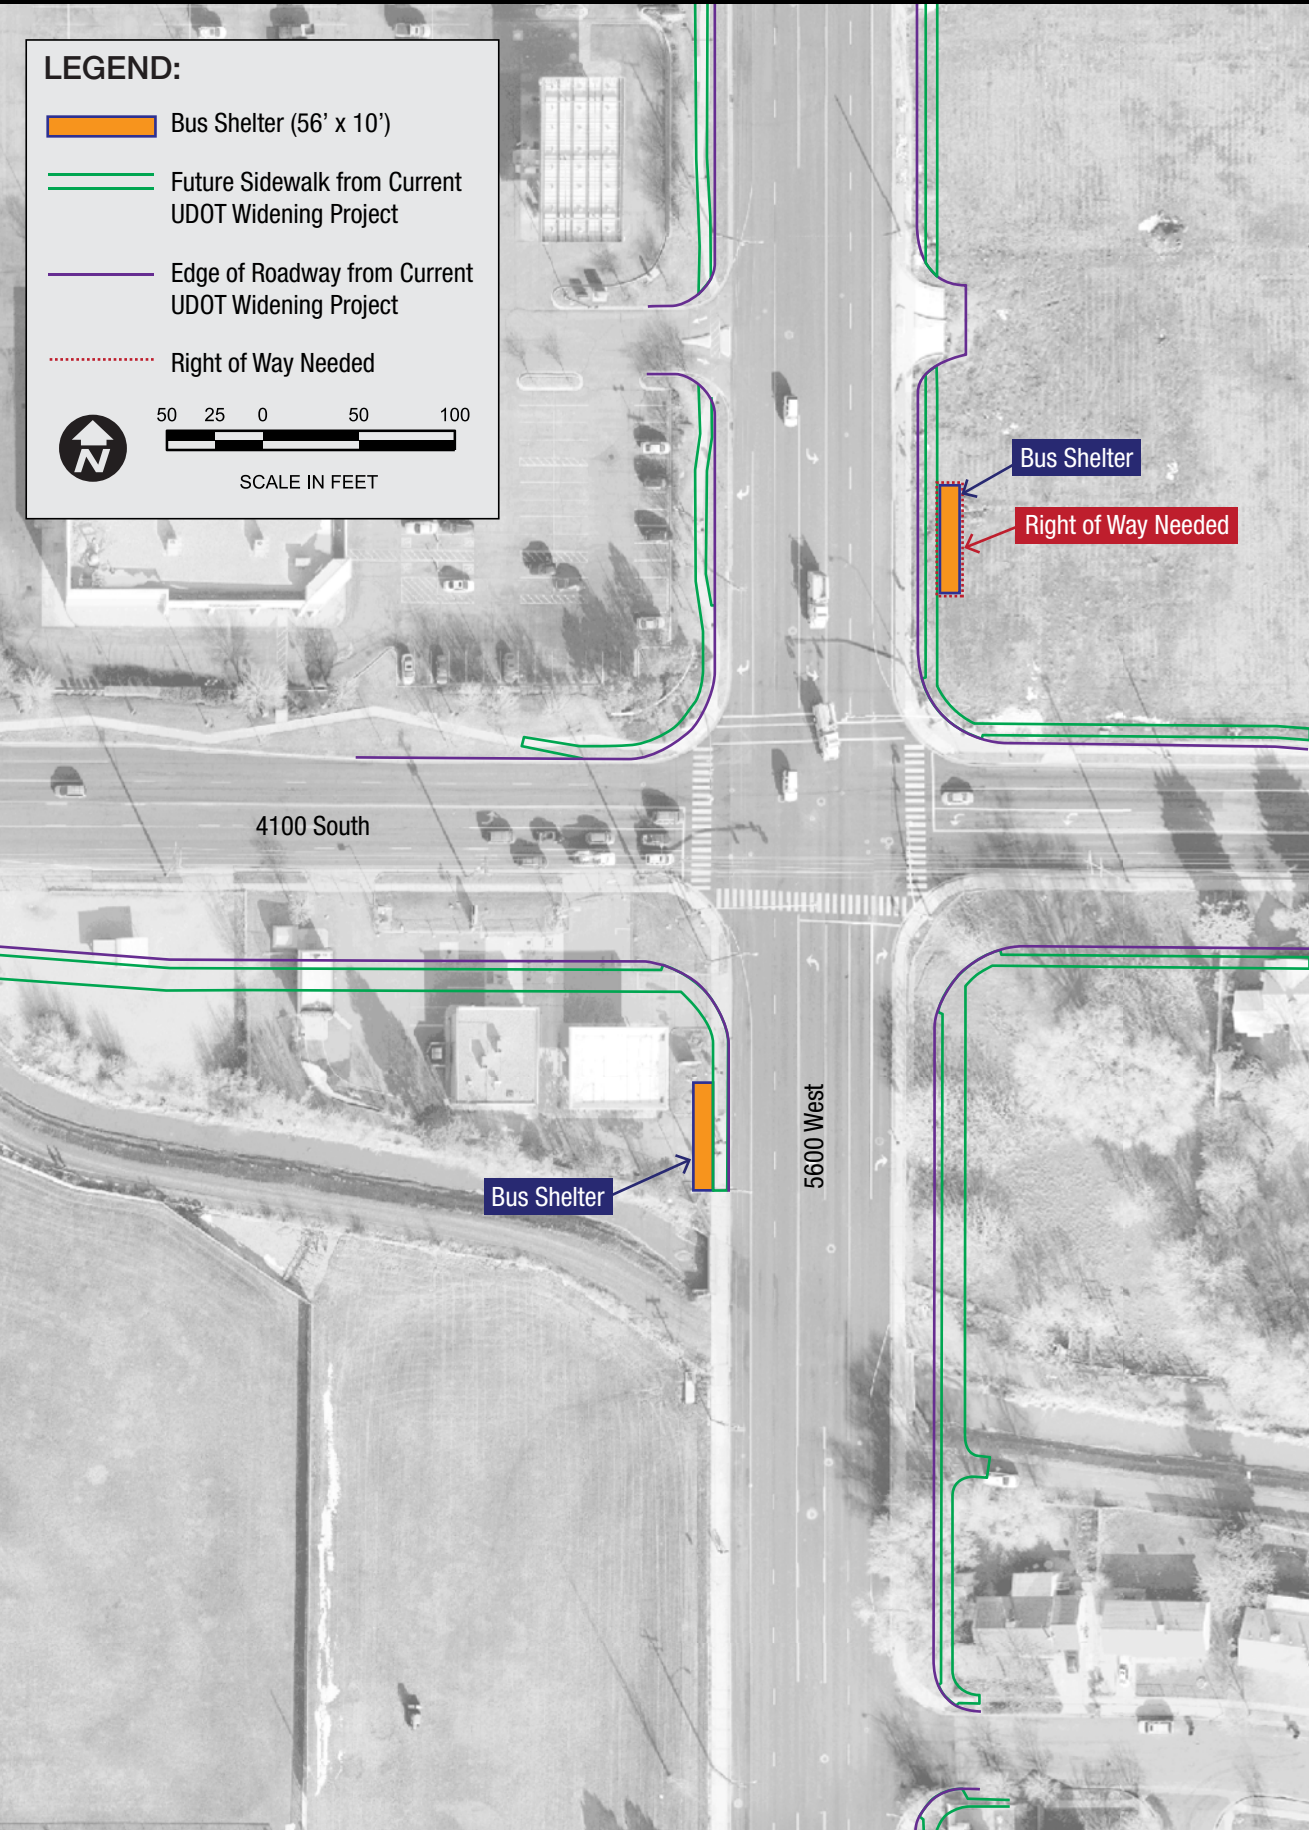 LEGEND:
Bus Shelter (56’ x 10’)
Future Sidewalk from Current
UDOT Widening Project
Edge of Roadway from Current
UDOT Widening Project
Right of Way Needed
50 25 0 50 100
N
SCALE IN FEET
Bus Shelter
Right of Way Needed
4100 South
5600 West
Bus Shelter